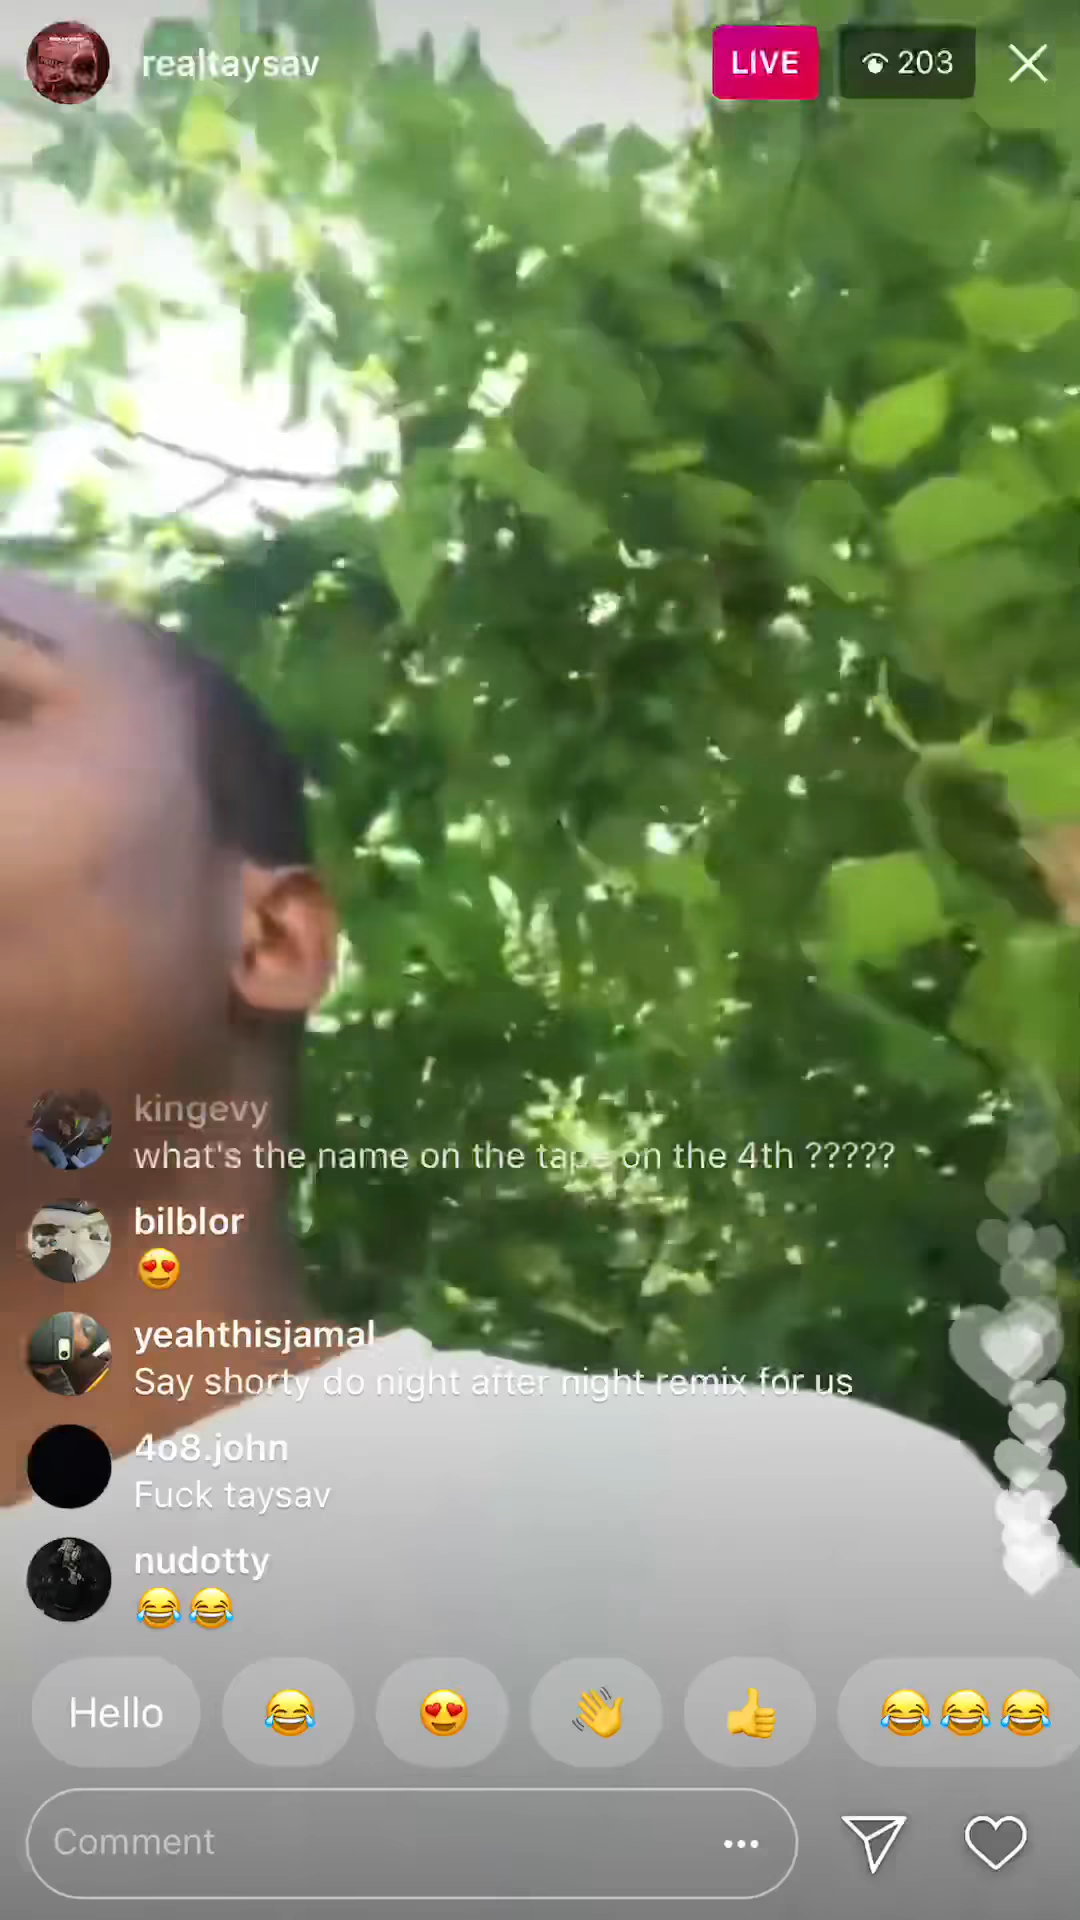 realtaysav
LIVE
203
kingevy
what's the name on the tape on the 4th ?????
bilblor
😍
yeahthisjamal
Say shorty do night after night remix for us
4o8.john
Fuck taysav
nudotty
😂😂
Hello 😂 😍 👋 👍 😂😂😂
Comment